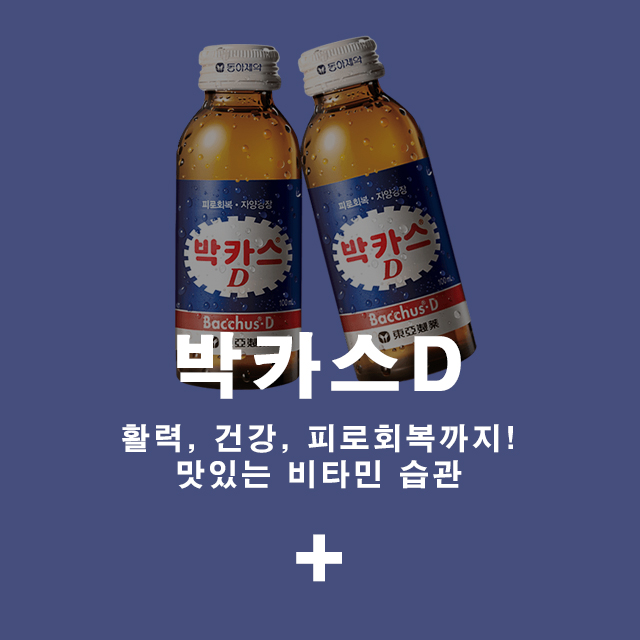 동아제약
동아제약
피로회복·자양강장
박카스
D
100mL
Bacchus®-D
피로회복·자양강장
박카스
D
100mL
Bacchus®-D
東亞製藥
박카스D
활력, 건강, 피로회복까지!
맛있는 비타민 습관
+